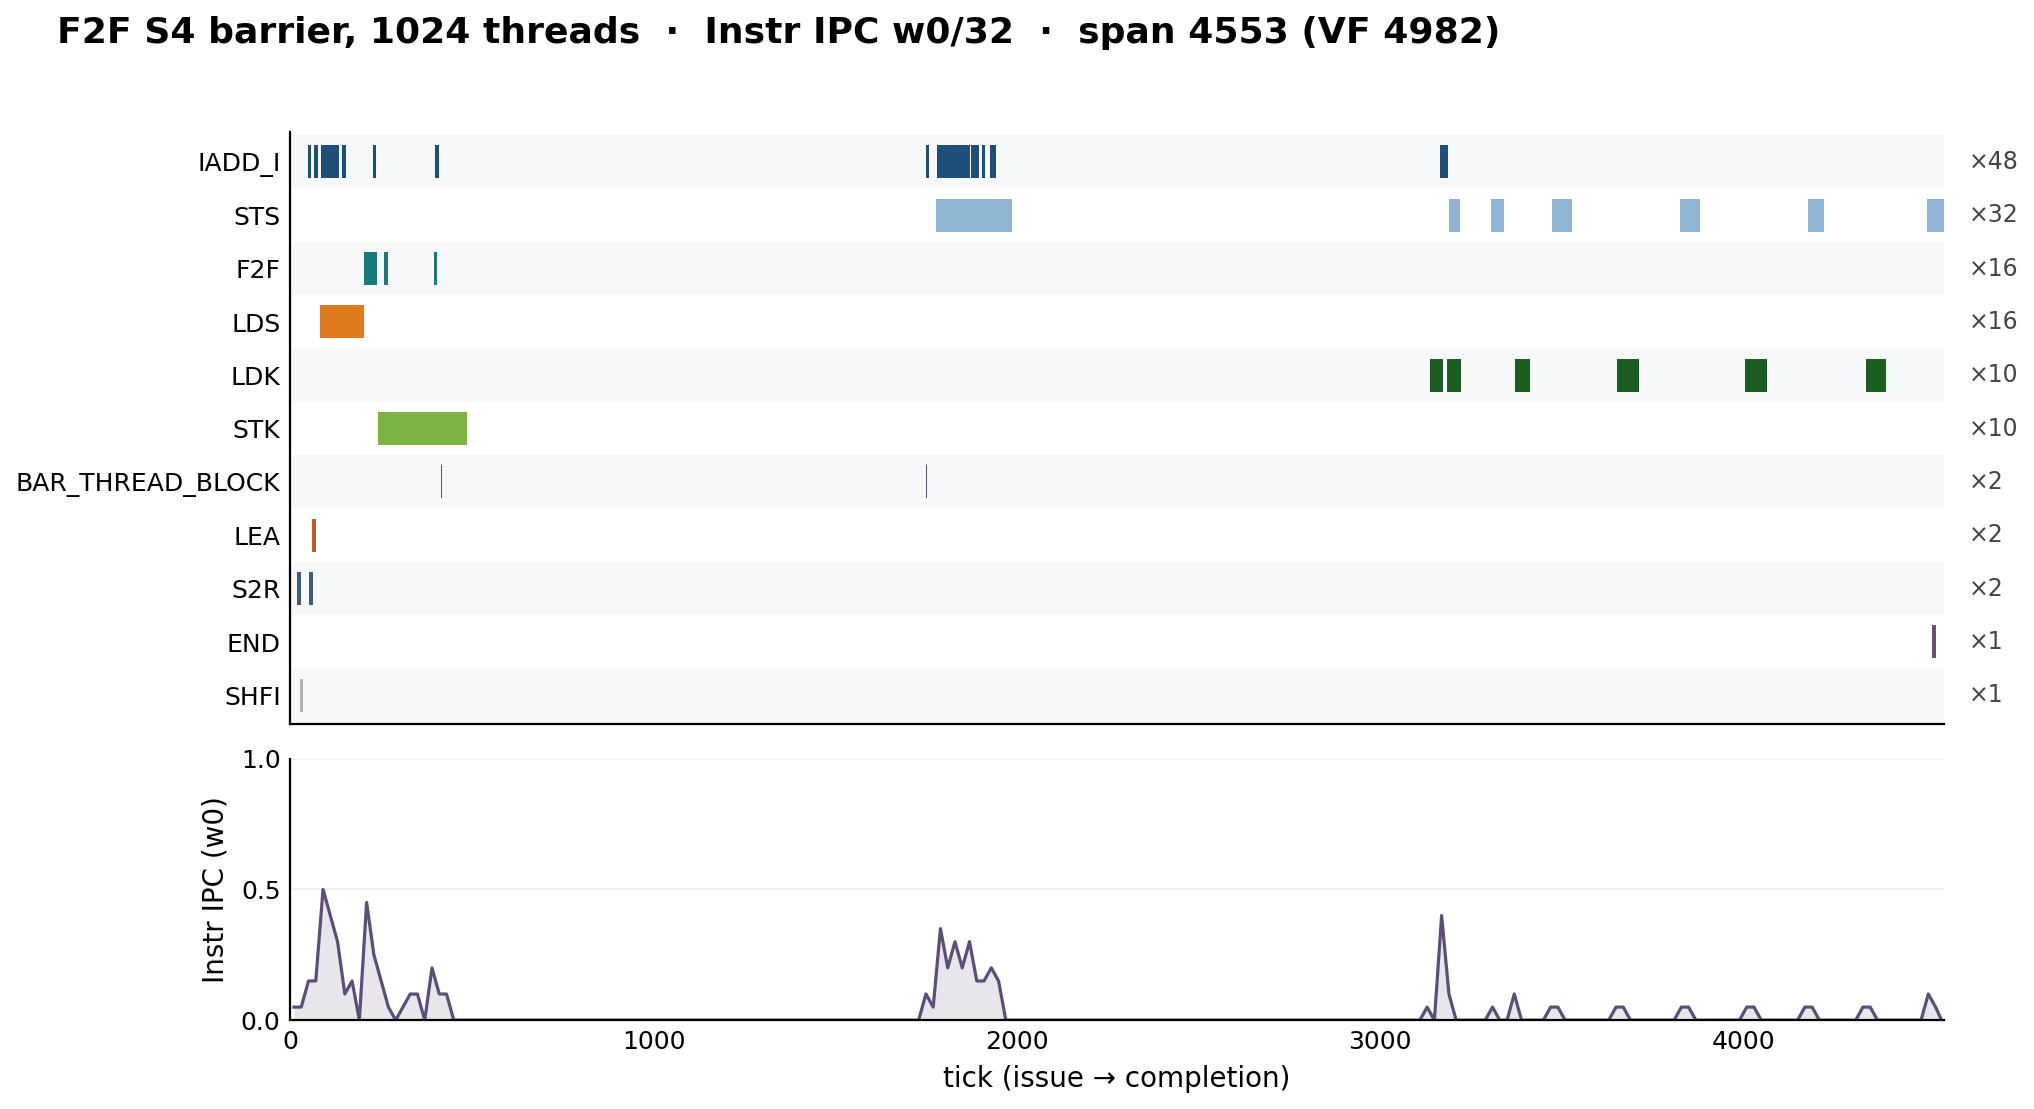 F2F S4 barrier, 1024 threads · Instr IPC w0/32 · span 4553 (VF 4982)
IADD_I ×48
STS ×32
F2F ×16
LDS ×16
LDK ×10
STK ×10
BAR_THREAD_BLOCK ×2
LEA ×2
S2R ×2
END ×1
SHFI ×1
1.0
0.5
0.0
Instr IPC (w0)
0 1000 2000 3000 4000
tick (issue → completion)